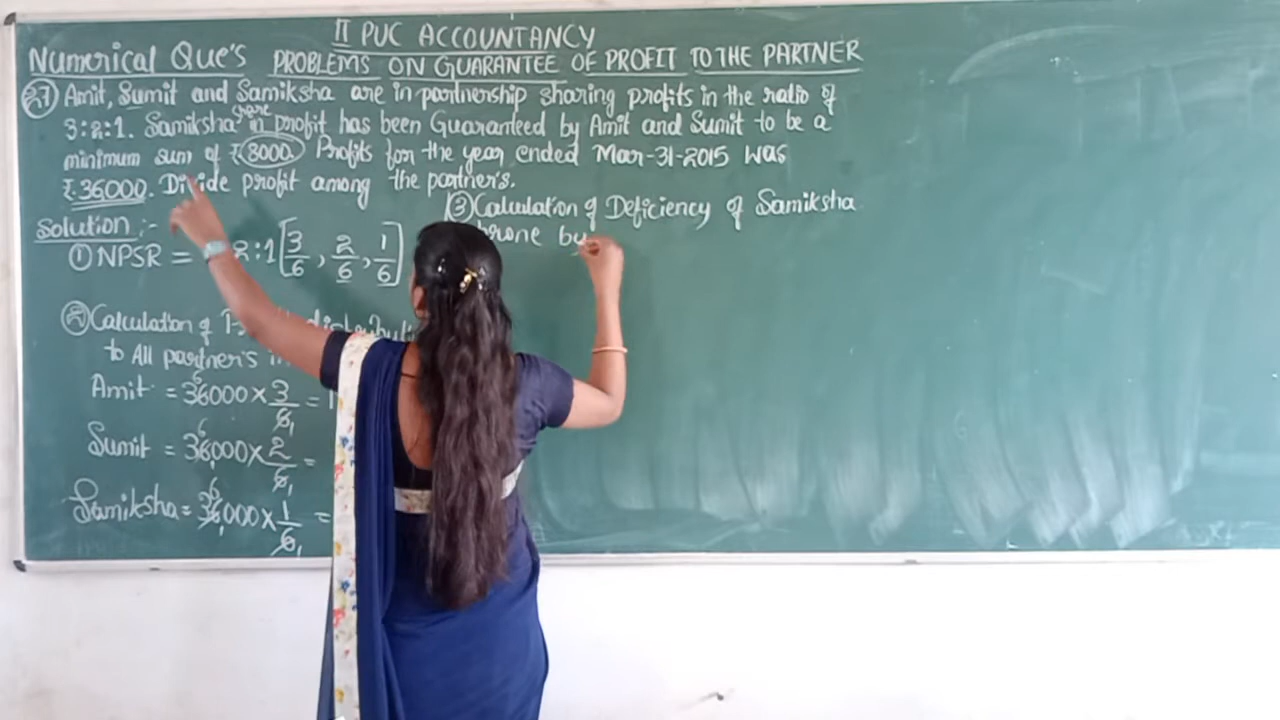 II PUC ACCOUNTANCY
Numerical Que's PROBLEMS ON GUARANTEE OF PROFIT TO THE PARTNER
27 Amit, Sumit and Samiksha are in partnership sharing profits in the ratio of
3:2:1. Samiksha share in profit has been Guaranteed by Amit and Sumit to be a
minimum sum of ₹.8000. Profits for the year ended Mar-31-2015 was
₹.36000. Divide profit among the partner's.
Solution :-
① NPSR = 2:1 [3/6, 2/6, 1/6]
② Calculation of
to All partner's
Amit = 36000 × 3/6 =
Sumit = 36000 × 2/6 =
Samiksha = 36000 × 1/6 =
③ Calculation of Deficiency of Samiksha
by